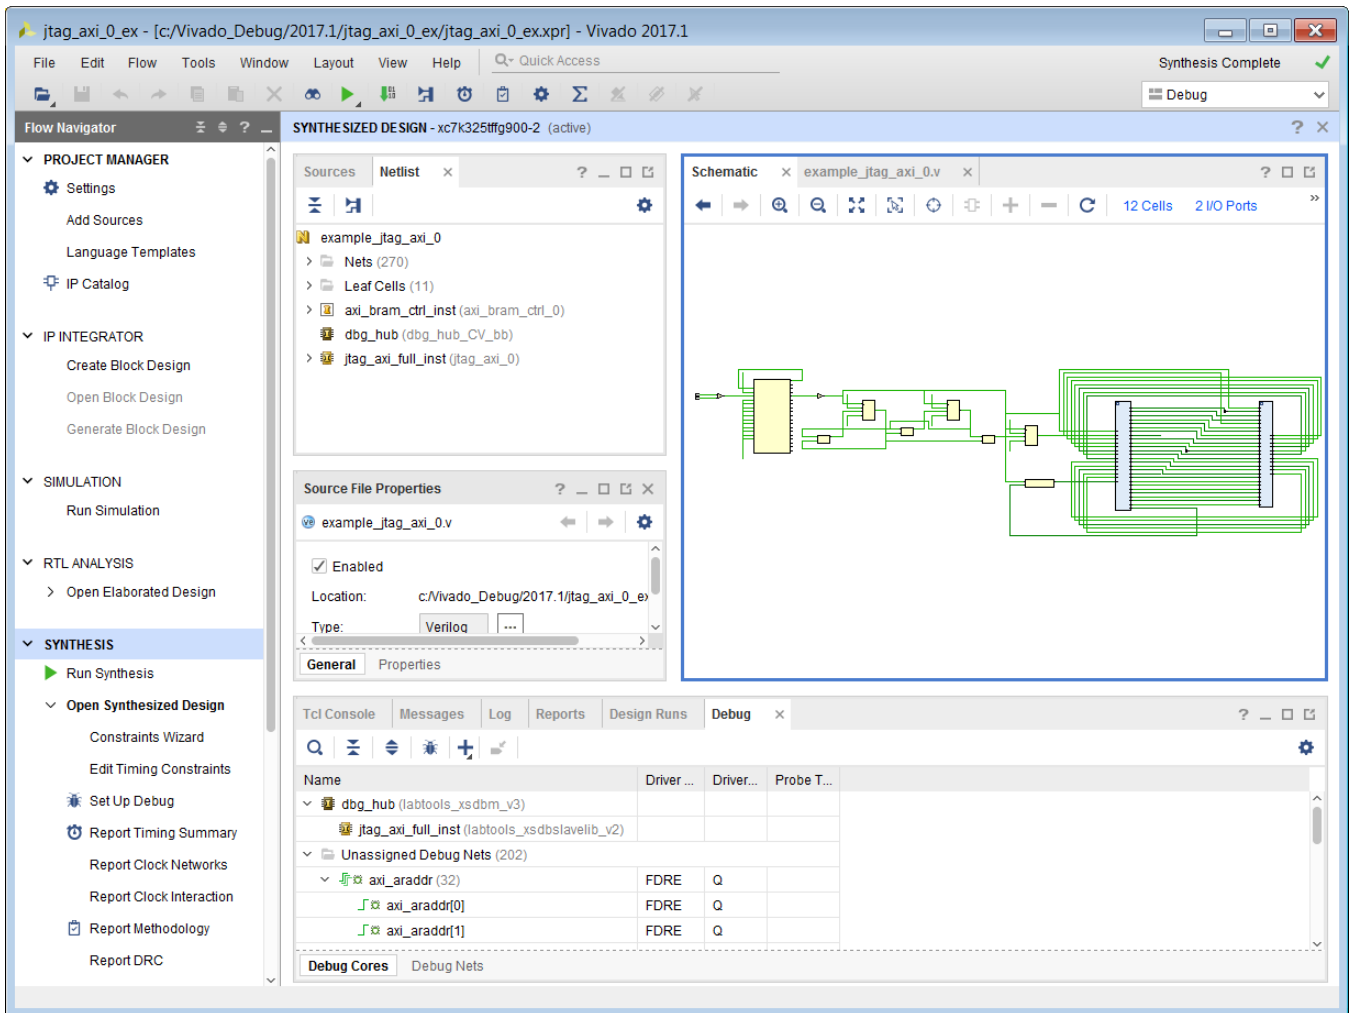 jtag_axi_0_ex - [c:/Vivado_Debug/2017.1/jtag_axi_0_ex/jtag_axi_0_ex.xpr] - Vivado 2017.1
File Edit Flow Tools Window Layout View Help Quick Access Synthesis Complete
Debug
Flow Navigator
PROJECT MANAGER
Settings
Add Sources
Language Templates
IP Catalog
IP INTEGRATOR
Create Block Design
Open Block Design
Generate Block Design
SIMULATION
Run Simulation
RTL ANALYSIS
Open Elaborated Design
SYNTHESIS
Run Synthesis
Open Synthesized Design
Constraints Wizard
Edit Timing Constraints
Set Up Debug
Report Timing Summary
Report Clock Networks
Report Clock Interaction
Report Methodology
Report DRC
SYNTHESIZED DESIGN - xc7k325tffg900-2 (active)
Sources Netlist
example_jtag_axi_0
Nets (270)
Leaf Cells (11)
axi_bram_ctrl_inst (axi_bram_ctrl_0)
dbg_hub (dbg_hub_CV_bb)
jtag_axi_full_inst (jtag_axi_0)
Source File Properties
example_jtag_axi_0.v
Enabled
Location: c:/Vivado_Debug/2017.1/jtag_axi_0_ex
Type: Verilog ...
General Properties
Schematic example_jtag_axi_0.v
12 Cells 2 I/O Ports
Tcl Console Messages Log Reports Design Runs Debug
Name Driver ... Driver... Probe T...
dbg_hub (labtools_xsdbm_v3)
jtag_axi_full_inst (labtools_xsdbslavelib_v2)
Unassigned Debug Nets (202)
axi_araddr (32) FDRE Q
axi_araddr[0] FDRE Q
axi_araddr[1] FDRE Q
Debug Cores Debug Nets